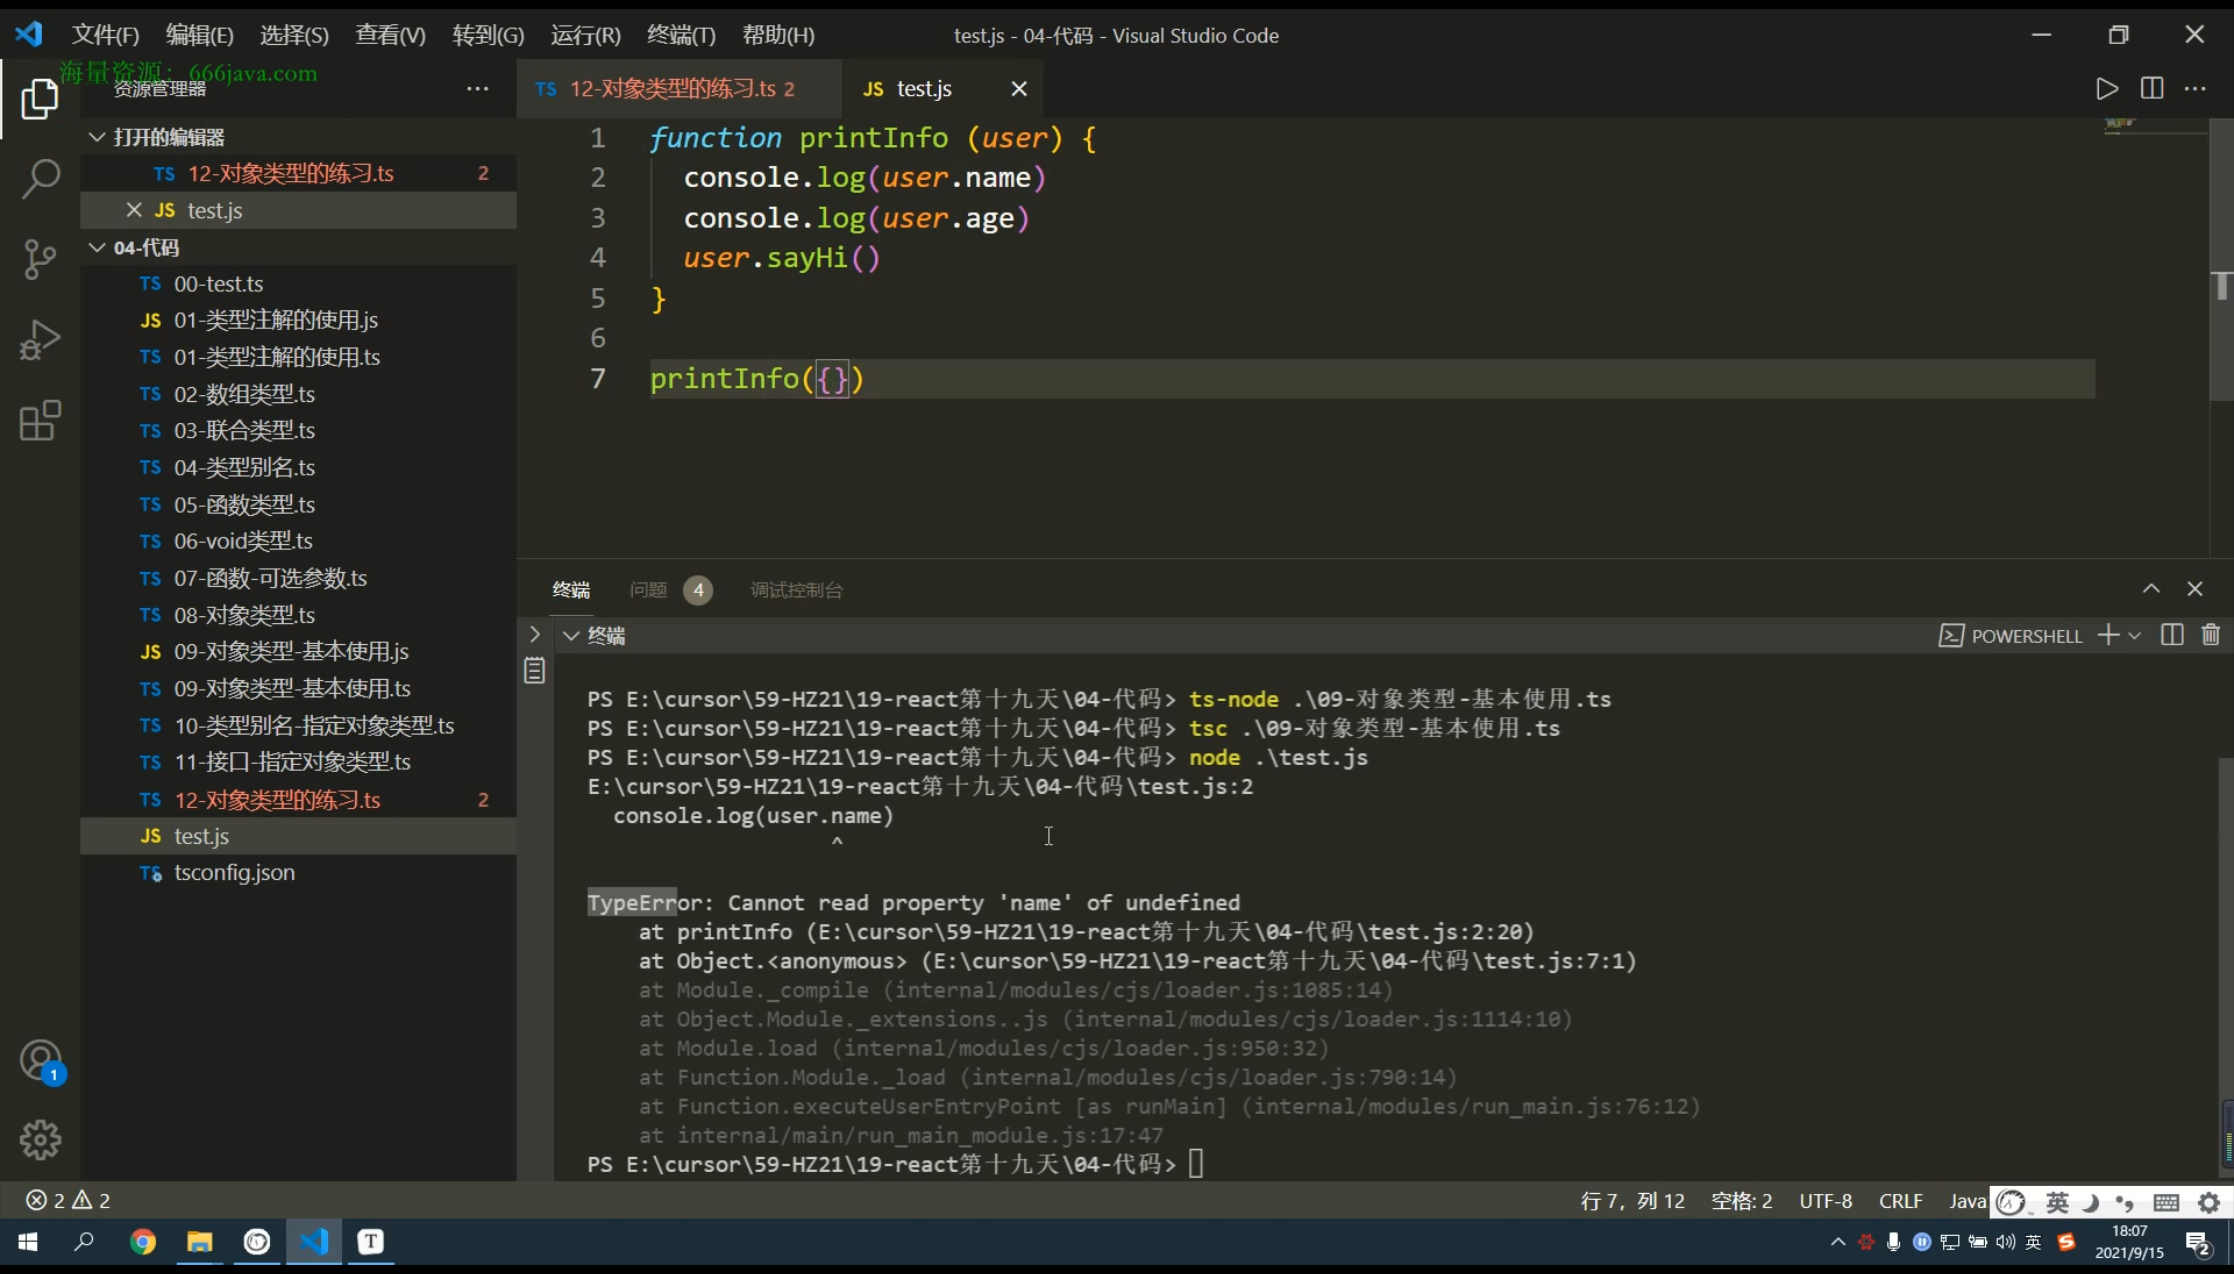 文件(F) 编辑(E) 选择(S) 查看(V) 转到(G) 运行(R) 终端(T) 帮助(H)
test.js - 04-代码 - Visual Studio Code
海量资源：666java.com
资源管理器
TS 12-对象类型的练习.ts 2
JS test.js
打开的编辑器
TS 12-对象类型的练习.ts 2
JS test.js
04-代码
TS 00-test.ts
JS 01-类型注解的使用.js
TS 01-类型注解的使用.ts
TS 02-数组类型.ts
TS 03-联合类型.ts
TS 04-类型别名.ts
TS 05-函数类型.ts
TS 06-void类型.ts
TS 07-函数-可选参数.ts
TS 08-对象类型.ts
JS 09-对象类型-基本使用.js
TS 09-对象类型-基本使用.ts
TS 10-类型别名-指定对象类型.ts
TS 11-接口-指定对象类型.ts
TS 12-对象类型的练习.ts 2
JS test.js
TS tsconfig.json
1 function printInfo (user) {
2 console.log(user.name)
3 console.log(user.age)
4 user.sayHi()
5 }
6
7 printInfo({})
终端 问题 4 调试控制台
终端
POWERSHELL
PS E:\cursor\59-HZ21\19-react第十九天\04-代码> ts-node .\09-对象类型-基本使用.ts
PS E:\cursor\59-HZ21\19-react第十九天\04-代码> tsc .\09-对象类型-基本使用.ts
PS E:\cursor\59-HZ21\19-react第十九天\04-代码> node .\test.js
E:\cursor\59-HZ21\19-react第十九天\04-代码\test.js:2
console.log(user.name)
^
TypeError: Cannot read property 'name' of undefined
at printInfo (E:\cursor\59-HZ21\19-react第十九天\04-代码\test.js:2:20)
at Object.<anonymous> (E:\cursor\59-HZ21\19-react第十九天\04-代码\test.js:7:1)
at Module._compile (internal/modules/cjs/loader.js:1085:14)
at Object.Module._extensions..js (internal/modules/cjs/loader.js:1114:10)
at Module.load (internal/modules/cjs/loader.js:950:32)
at Function.Module._load (internal/modules/cjs/loader.js:790:14)
at Function.executeUserEntryPoint [as runMain] (internal/modules/run_main.js:76:12)
at internal/main/run_main_module.js:17:47
PS E:\cursor\59-HZ21\19-react第十九天\04-代码>
1
2 2
行 7，列 12 空格: 2 UTF-8 CRLF Java
英
T
英
18:07
2021/9/15
2